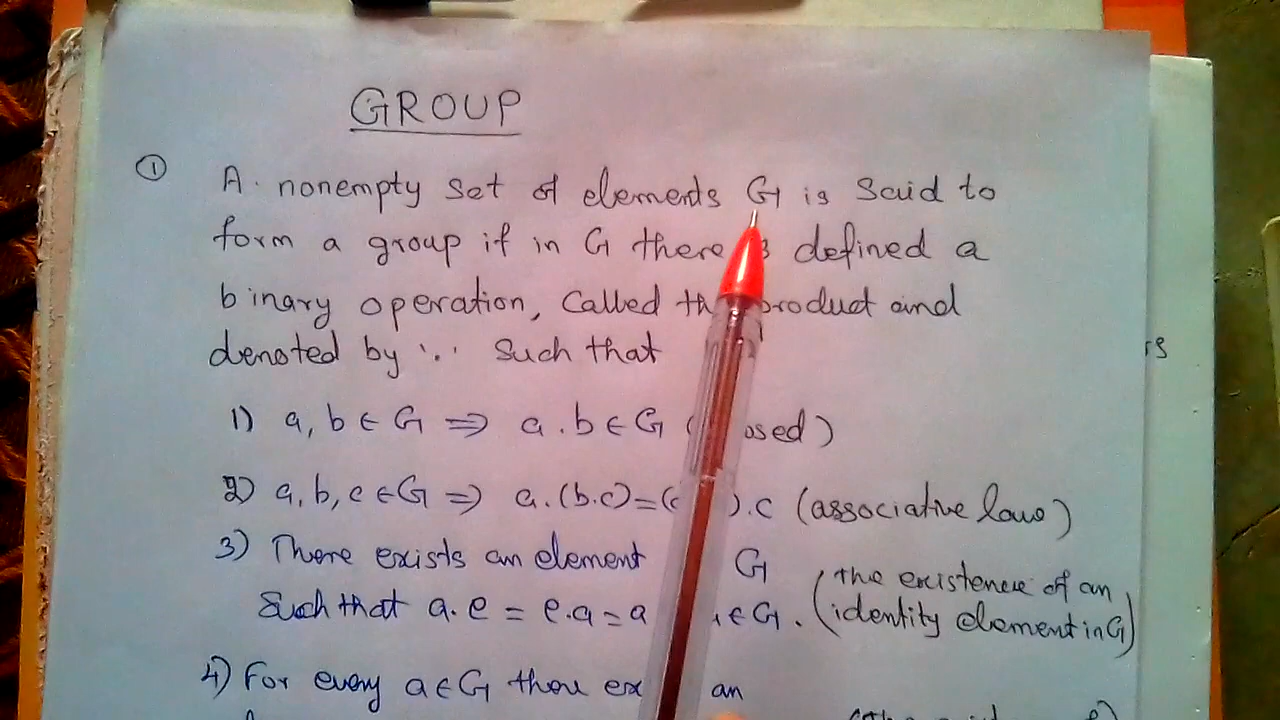 GROUP
① A nonempty set of elements G is said to
form a group if in G there defined a
binary operation, Called product and
denoted by '.' such that
1) a, b ∈ G ⇒ a . b ∈ G
2) a, b, c ∈ G ⇒ a.(b.c)=( ).c (associative law)
3) There exists an element G (the existence of an
Such that a.e = e.a = a ∈ G. identity element in G)
4) For every a ∈ G there an